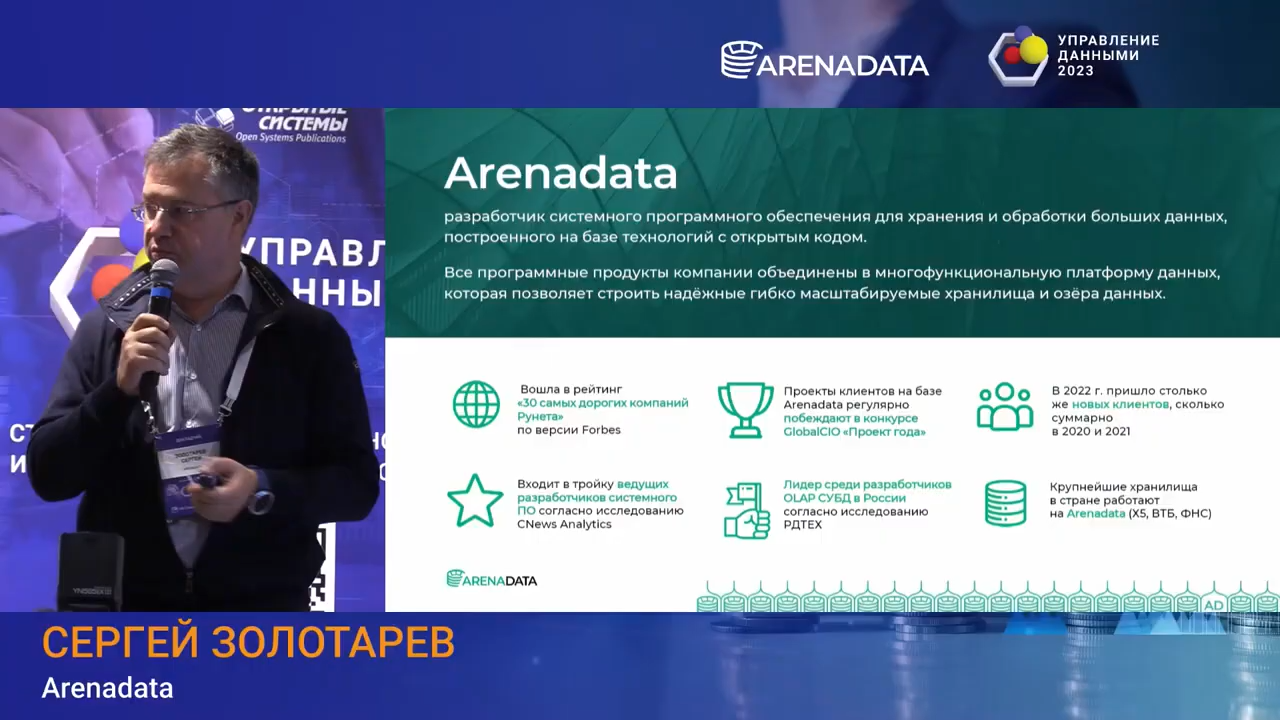 ARENADATA
УПРАВЛЕНИЕ
ДАННЫМИ
2023
ОТКРЫТЫЕ
СИСТЕМЫ
Open Systems Publications
УПРАВЛ
ННЫ
Arenadata
разработчик системного программного обеспечения для хранения и обработки больших данных,
построенного на базе технологий с открытым кодом.
Все программные продукты компании объединены в многофункциональную платформу данных,
которая позволяет строить надёжные гибко масштабируемые хранилища и озёра данных.
Вошла в рейтинг
«30 самых дорогих компаний
Рунета»
по версии Forbes
Проекты клиентов на базе
Arenadata регулярно
побеждают в конкурсе
GlobalCIO «Проект года»
В 2022 г. пришло столько
же новых клиентов, сколько
суммарно
в 2020 и 2021
Входит в тройку ведущих
разработчиков системного
ПО согласно исследованию
CNews Analytics
Лидер среди разработчиков
OLAP СУБД в России
согласно исследованию
РДТЕХ
Крупнейшие хранилища
в стране работают
на Arenadata (X5, ВТБ, ФНС)
ARENADATA
AD
ЗОЛОТАРЕВ
СЕРГЕЙ
СЕРГЕЙ ЗОЛОТАРЕВ
Arenadata